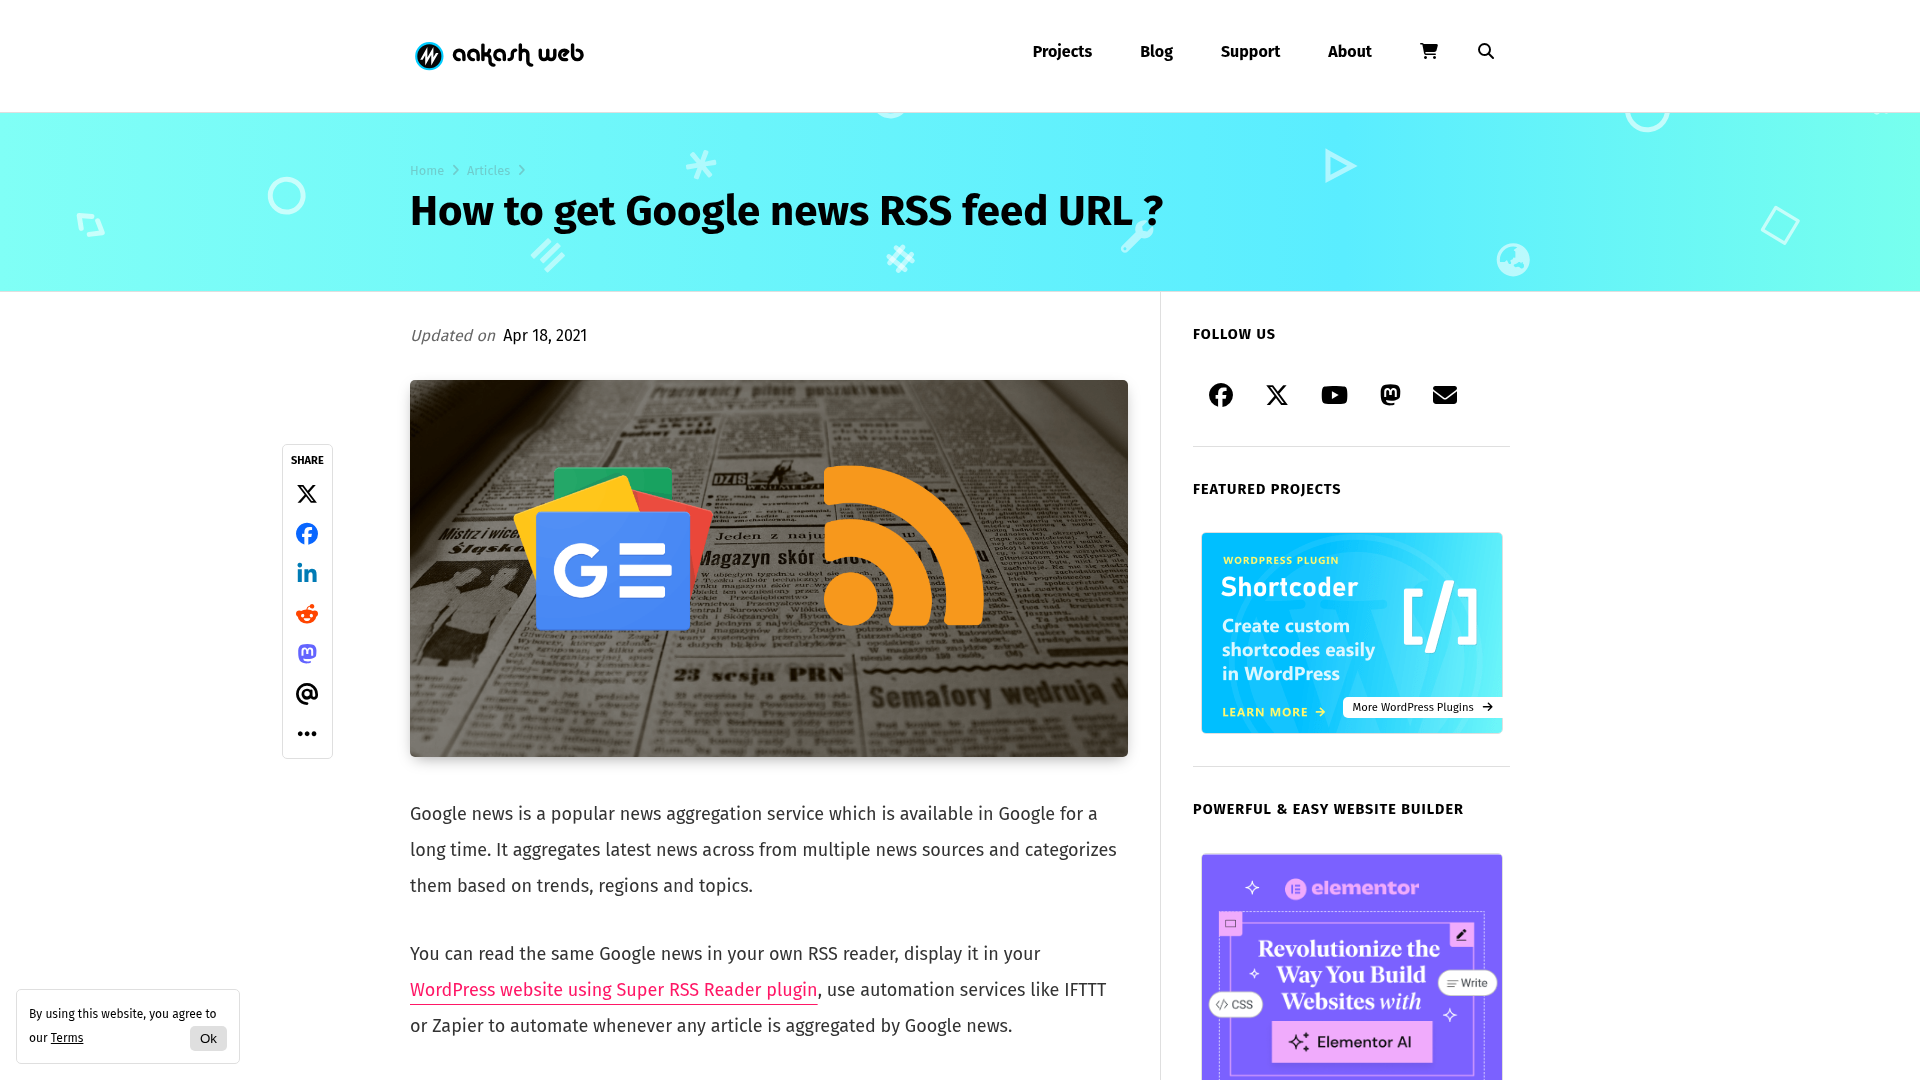 aakash web
Projects
Blog
Support
About
Home
Articles
How to get Google news RSS feed URL ?
Updated on Apr 18, 2021
SHARE
23 sesja PRN
Semafory wędrują d
Google news is a popular news aggregation service which is available in Google for a
long time. It aggregates latest news across from multiple news sources and categorizes
them based on trends, regions and topics.
You can read the same Google news in your own RSS reader, display it in your
WordPress website using Super RSS Reader plugin, use automation services like IFTTT
or Zapier to automate whenever any article is aggregated by Google news.
FOLLOW US
FEATURED PROJECTS
WORDPRESS PLUGIN
Shortcoder
Create custom
shortcodes easily
in WordPress
LEARN MORE
More WordPress Plugins
[/]
POWERFUL & EASY WEBSITE BUILDER
elementor
Revolutionize the
Way You Build
Websites with
Write
</> CSS
Elementor AI
By using this website, you agree to
our Terms
Ok